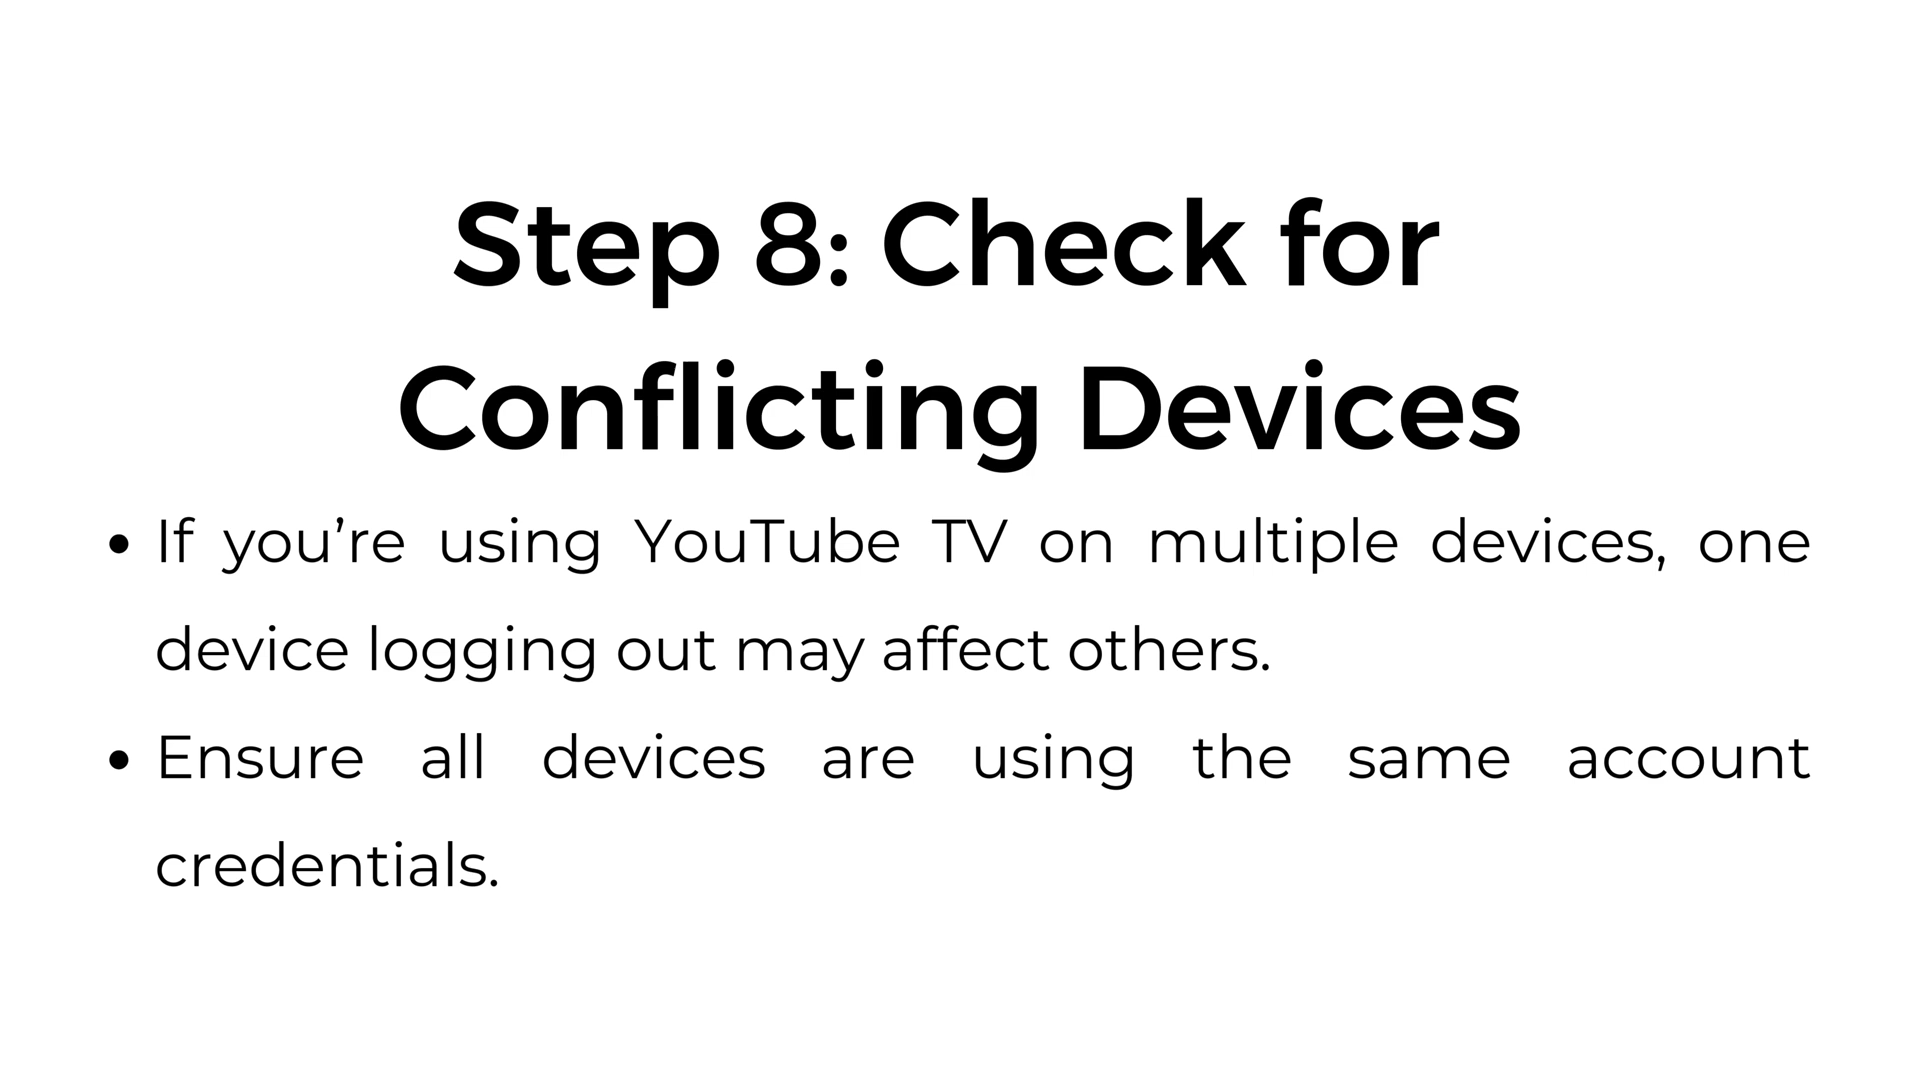 Step 8: Check for
Conflicting Devices
• If you’re using YouTube TV on multiple devices, one
device logging out may affect others.
• Ensure all devices are using the same account
credentials.